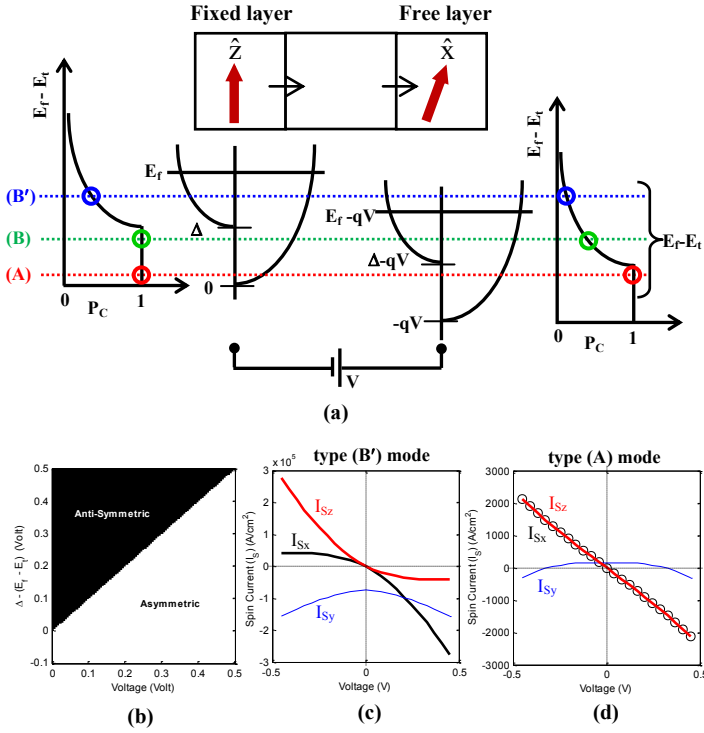 Fixed layer
Free layer
Ẑ
X̂
E_f - E_t
E_f - E_t
E_f
(B′)
E_f -qV
E_f-E_t
(B)
Δ
Δ-qV
(A)
0
0
1
P_C
-qV
0
1
P_C
V
(a)
type (B′) mode
type (A) mode
Δ - (E_f - E_t) (Volt)
0.5
0.4
0.3
0.2
0.1
0
-0.1
Anti-Symmetric
Asymmetric
0
0.1
0.2
0.3
0.4
0.5
Voltage (Volt)
(b)
x 10^5
Spin Current (I_S) (A/cm²)
3
2
1
0
-1
-2
-3
I_Sz
I_Sx
I_Sy
-0.5
0
0.5
Voltage (V)
(c)
Spin Current (I_S) (A/cm²)
3000
2000
1000
0
-1000
-2000
-3000
I_Sz
I_Sx
I_Sy
-0.5
0
0.5
Voltage (V)
(d)